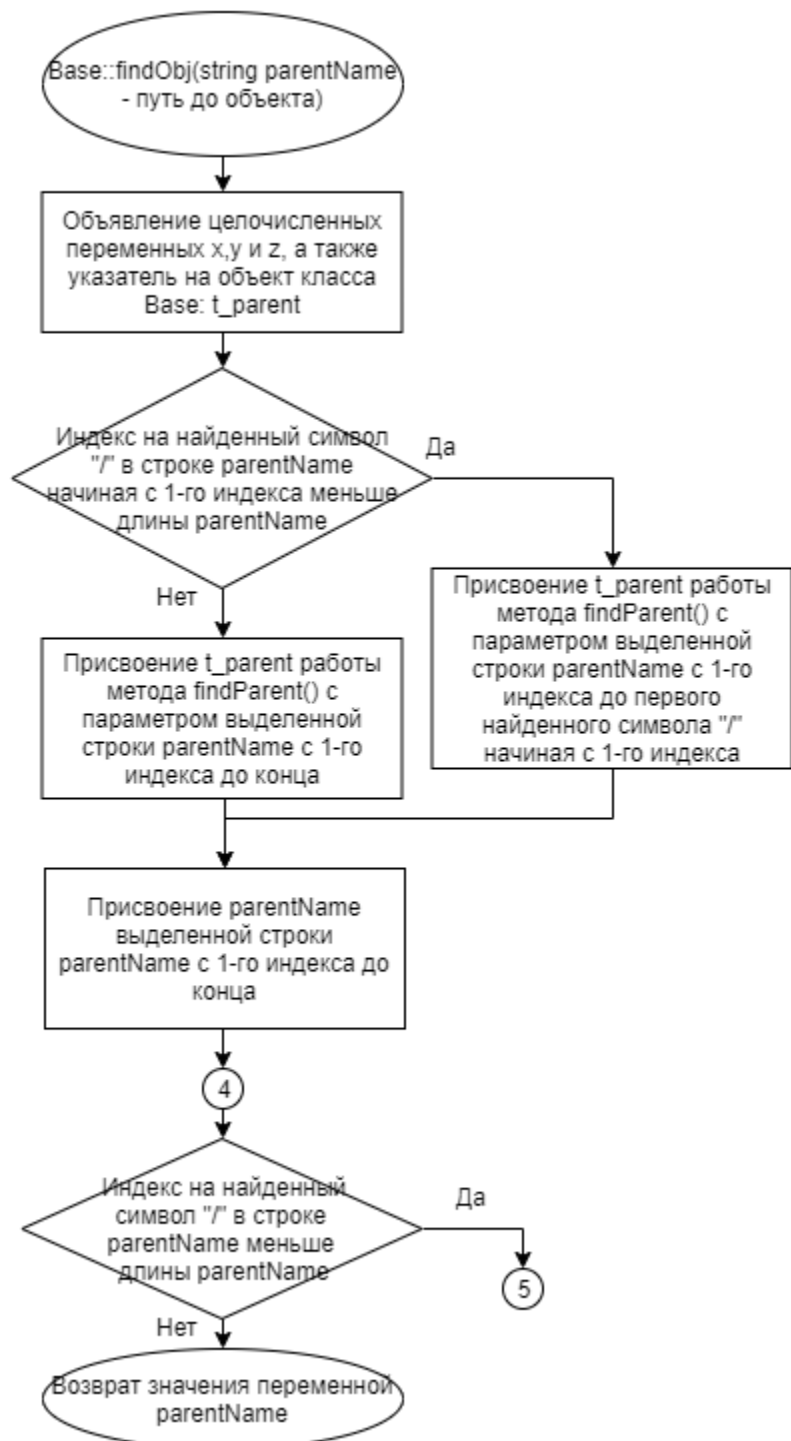 Base::findObj(string parentName
- путь до объекта)
Объявление целочисленных
переменных x,y и z, а также
указатель на объект класса
Base: t_parent
Индекс на найденный символ
"/" в строке parentName
начиная с 1-го индекса меньше
длины parentName
Да
Нет
Присвоение t_parent работы
метода findParent() с
параметром выделенной
строки parentName с 1-го
индекса до первого
найденного символа "/"
начиная с 1-го индекса
Присвоение t_parent работы
метода findParent() с
параметром выделенной
строки parentName с 1-го
индекса до конца
Присвоение parentName
выделенной строки
parentName с 1-го индекса до
конца
4
Индекс на найденный
символ "/" в строке
parentName меньше
длины parentName
Да
5
Нет
Возврат значения переменной
parentName